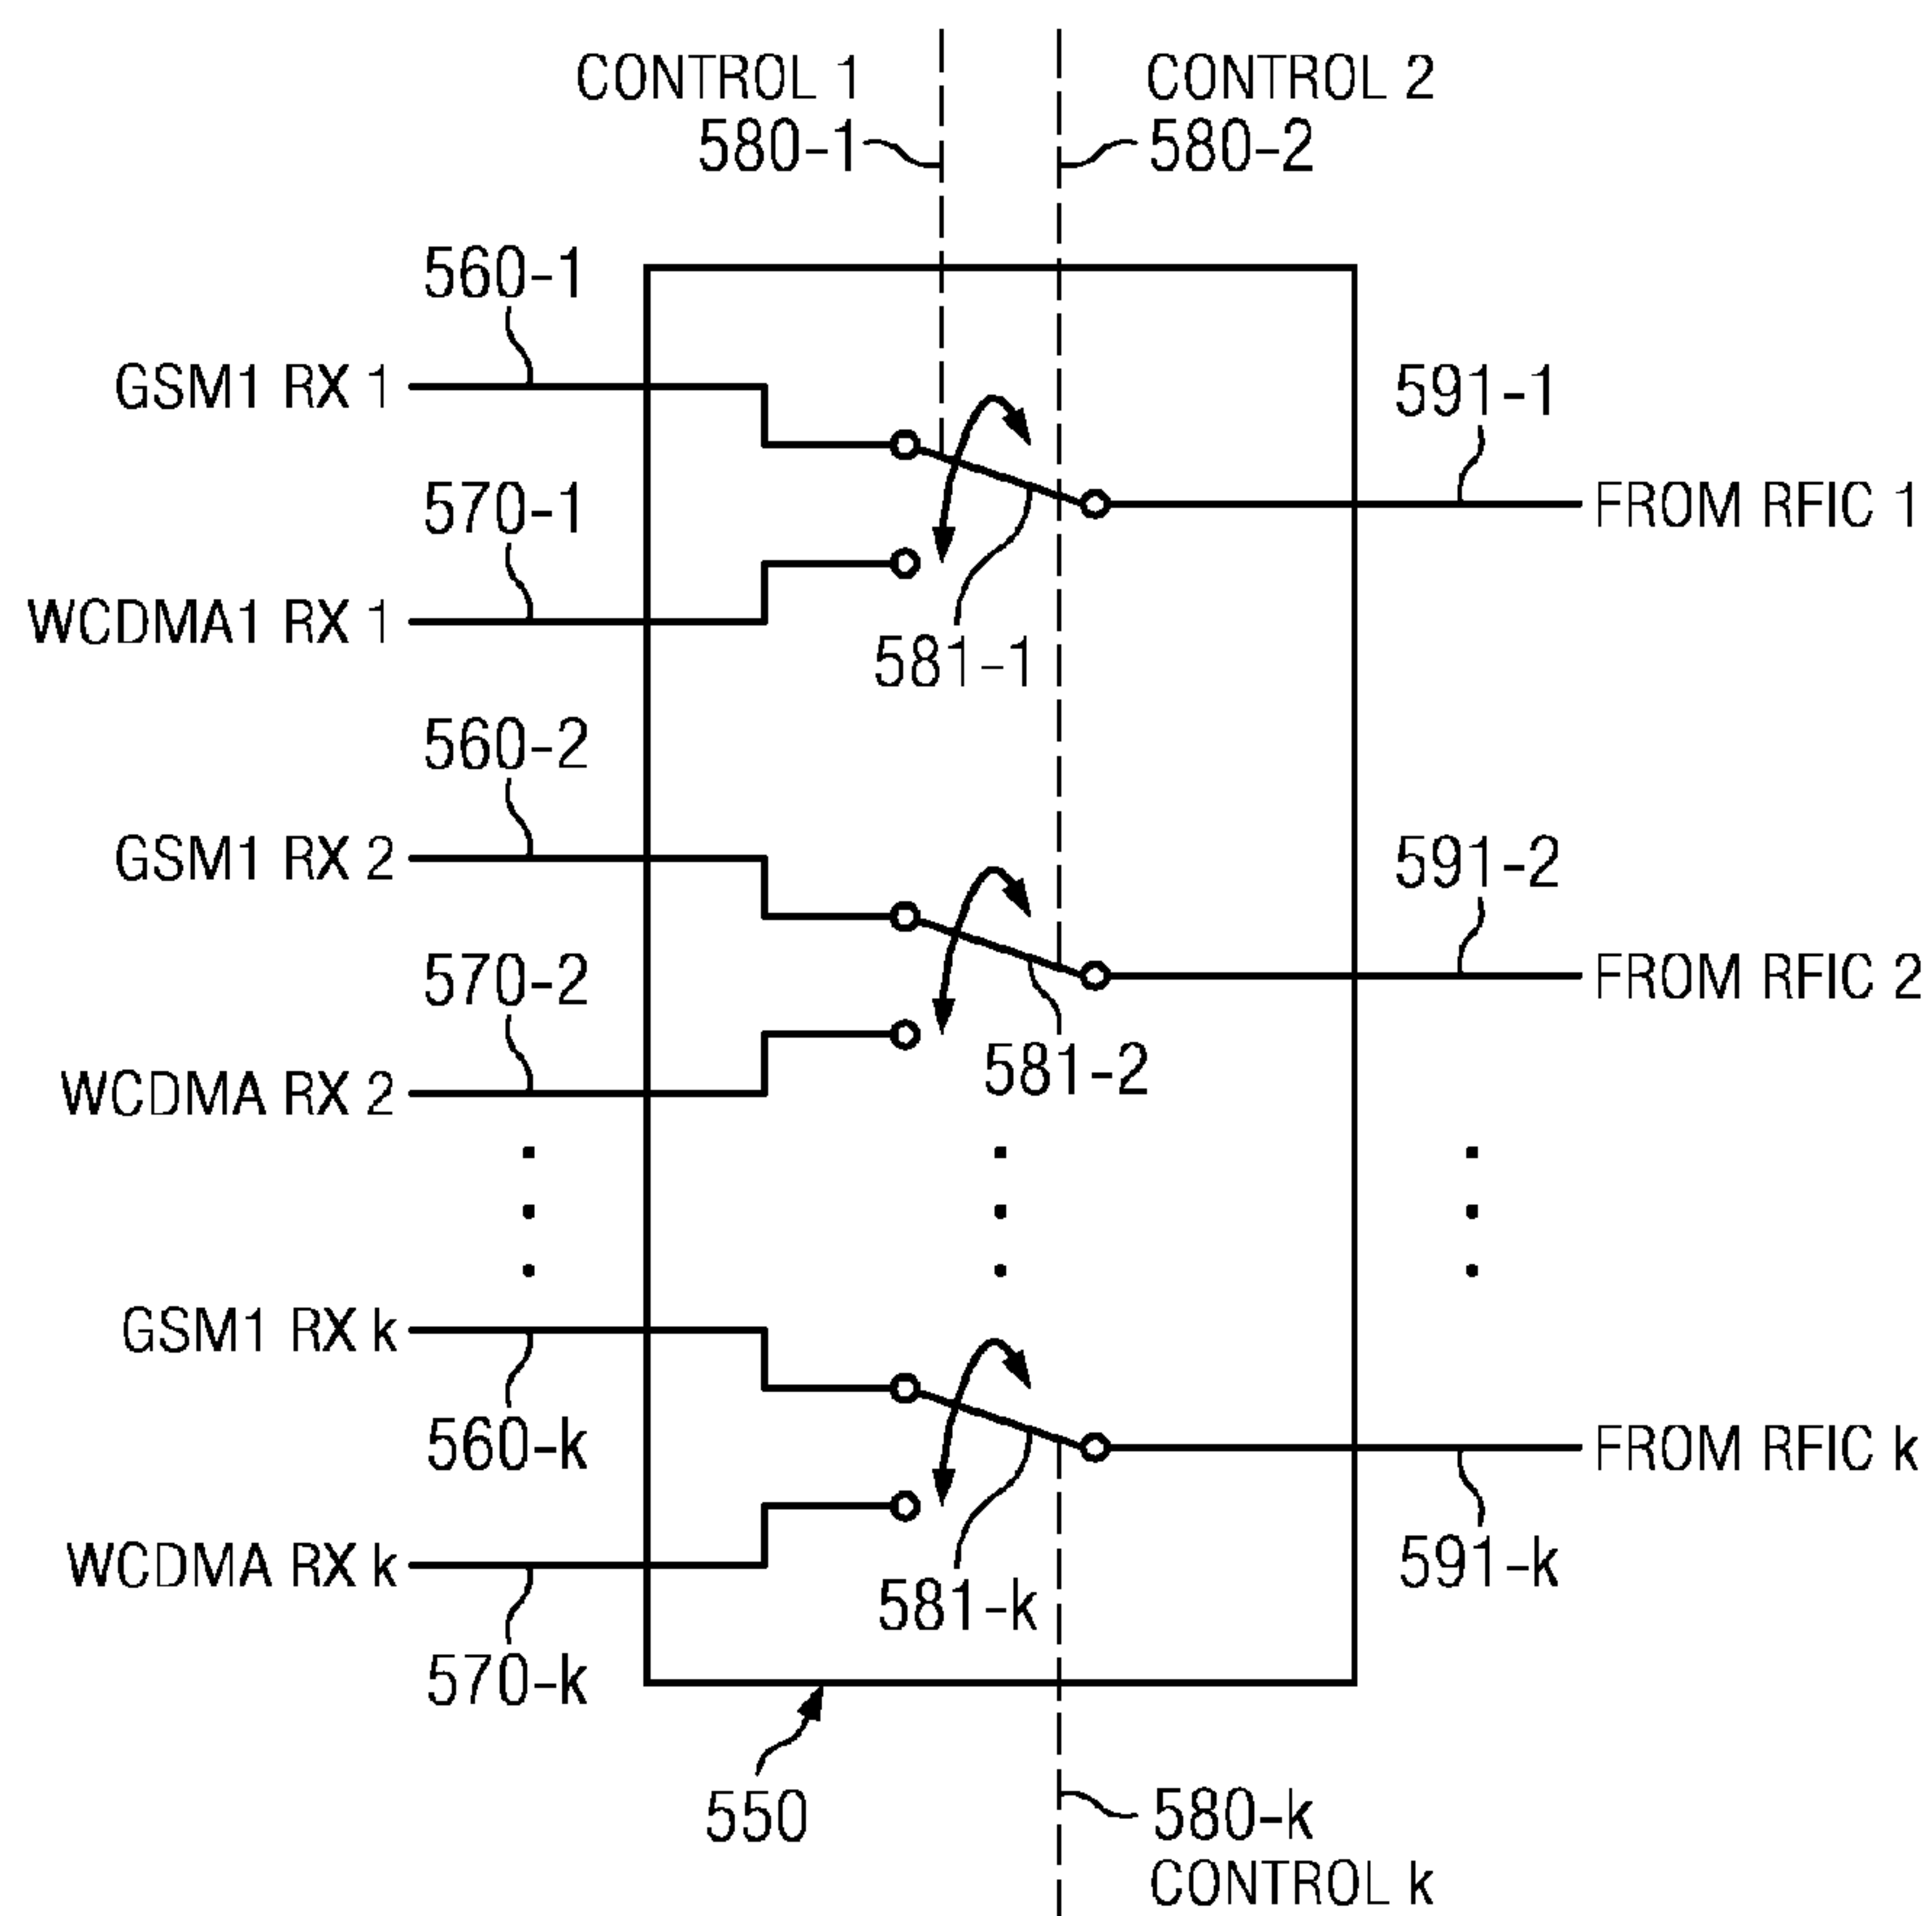 CONTROL 1
580-1
CONTROL 2
580-2
560-1
GSM1 RX 1
591-1
570-1
FROM RFIC 1
WCDMA1 RX 1
581-1
560-2
GSM1 RX 2
591-2
570-2
FROM RFIC 2
581-2
WCDMA RX 2
GSM1 RX k
560-k
FROM RFIC k
WCDMA RX k
591-k
581-k
570-k
550
580-k
CONTROL k